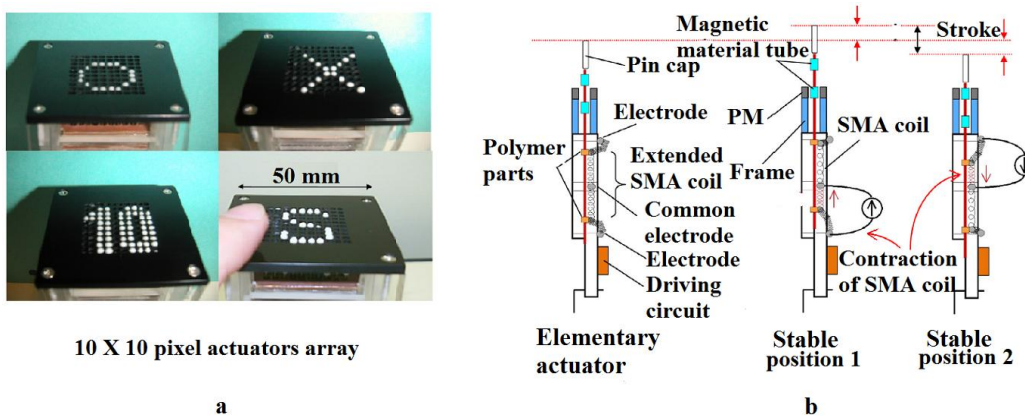 50 mm
10 X 10 pixel actuators array
a
Magnetic
material tube
Stroke
Pin cap
Electrode
PM
SMA coil
Polymer
parts
Extended
SMA coil
Frame
Common
electrode
Electrode
Driving
circuit
Contraction
of SMA coil
Elementary
actuator
Stable
position 1
Stable
position 2
b